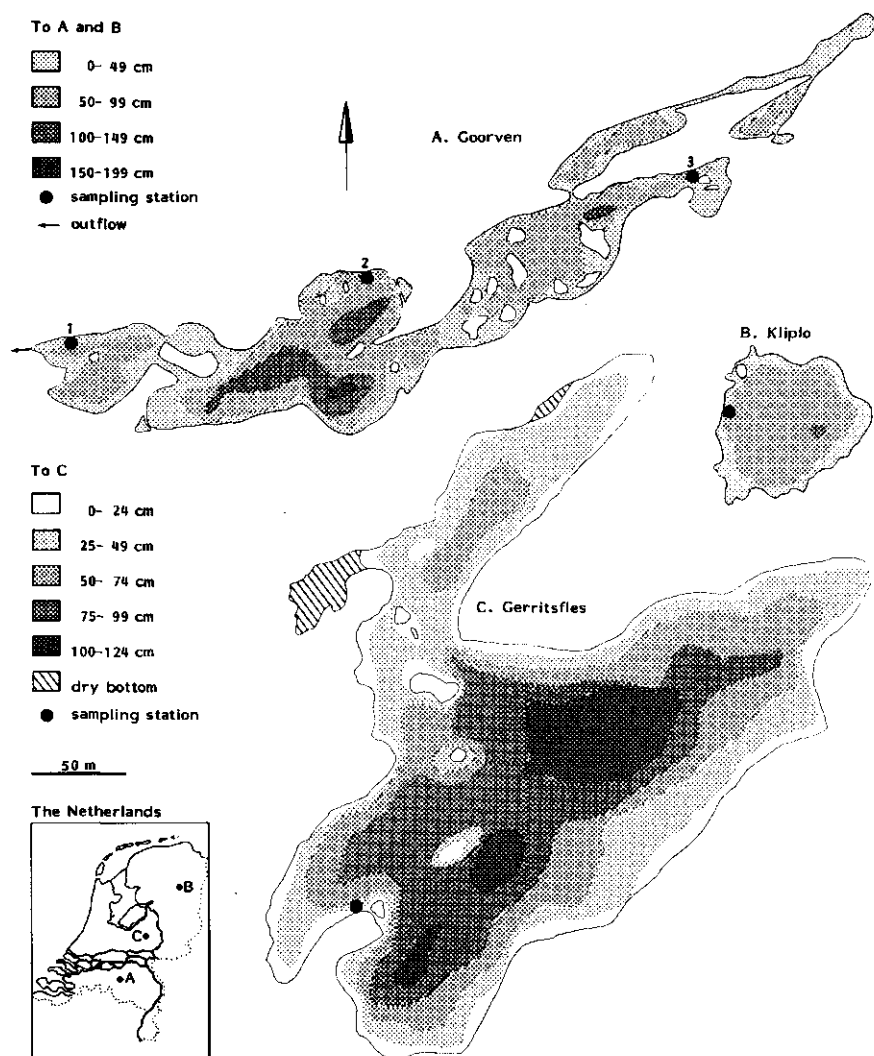 To A and B
0- 49 cm
50- 99 cm
100-149 cm
150-199 cm
sampling station
outflow
A. Goorven
1
2
3
B. Kliplo
To C
0- 24 cm
25- 49 cm
50- 74 cm
75- 99 cm
100-124 cm
dry bottom
sampling station
50 m
C. Gerritsfles
The Netherlands
B
C
A